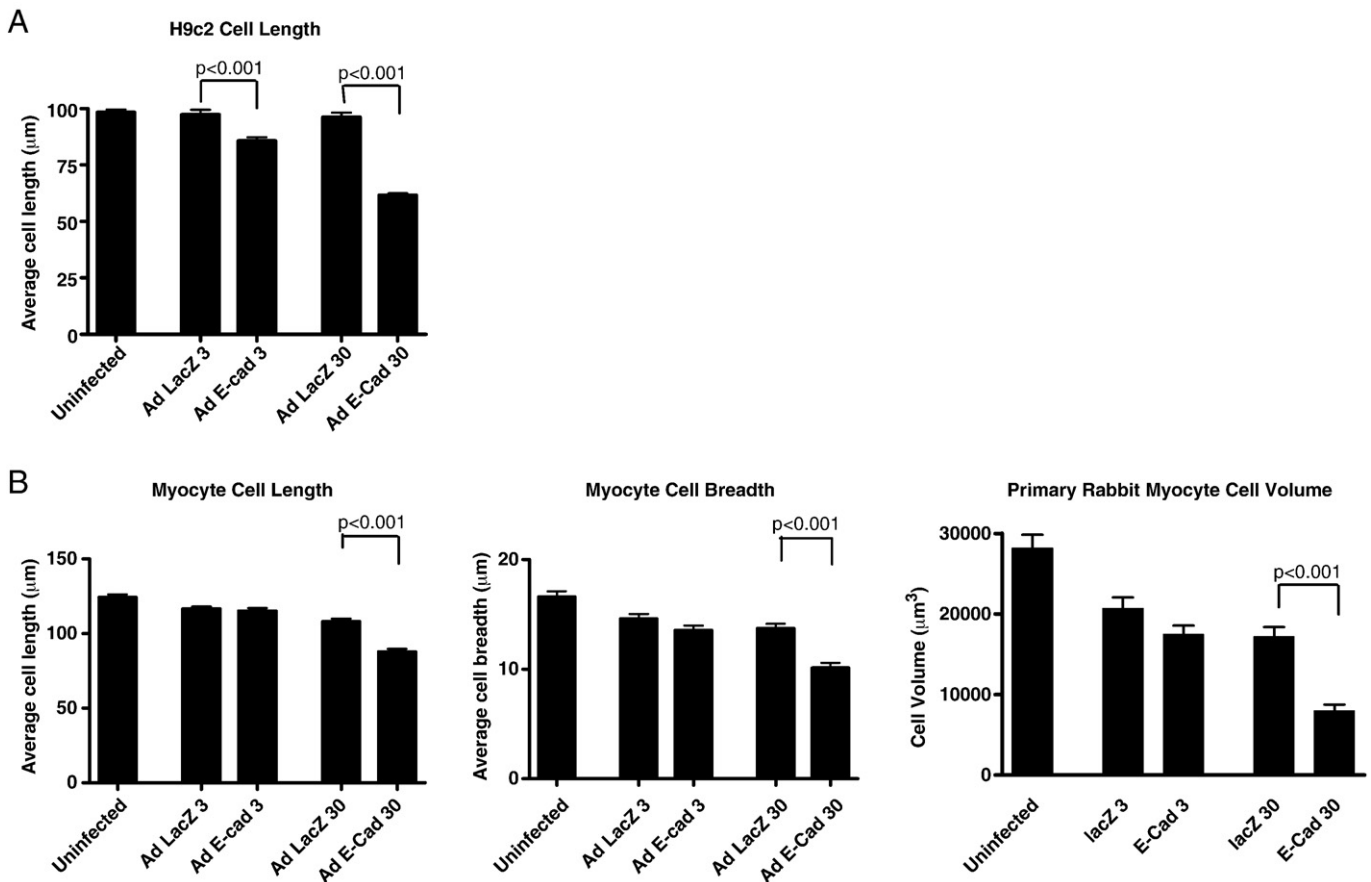 A
H9c2 Cell Length
p<0.001
p<0.001
Average cell length (μm)
100
75
50
25
0
Uninfected
Ad LacZ 3
Ad E-cad 3
Ad LacZ 30
Ad E-Cad 30
B
Myocyte Cell Length
p<0.001
Average cell length (μm)
150
100
50
0
Uninfected
Ad LacZ 3
Ad E-cad 3
Ad LacZ 30
Ad E-Cad 30
Myocyte Cell Breadth
p<0.001
Average cell breadth (μm)
20
10
0
Uninfected
Ad LacZ 3
Ad E-cad 3
Ad LacZ 30
Ad E-Cad 30
Primary Rabbit Myocyte Cell Volume
p<0.001
Cell Volume (μm³)
30000
20000
10000
0
Uninfected
lacZ 3
E-Cad 3
lacZ 30
E-Cad 30